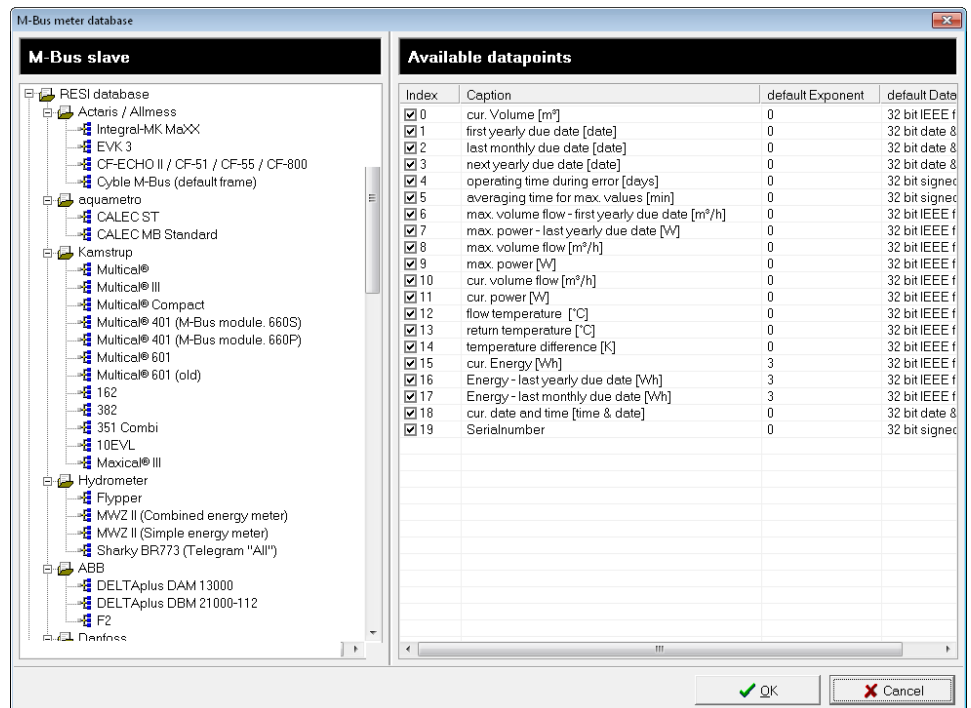 M-Bus meter database
M-Bus slave
RESI database
Actaris / Allmess
Integral-MK MaXX
EVK 3
CF-ECHO II / CF-51 / CF-55 / CF-800
Cyble M-Bus (default frame)
aquametro
CALEC ST
CALEC MB Standard
Kamstrup
Multical®
Multical® III
Multical® Compact
Multical® 401 (M-Bus module. 660S)
Multical® 401 (M-Bus module. 660P)
Multical® 601
Multical® 601 (old)
162
382
351 Combi
10EVL
Maxical® III
Hydrometer
Flypper
MWZ II (Combined energy meter)
MWZ II (Simple energy meter)
Sharky BR773 (Telegram "All")
ABB
DELTAplus DAM 13000
DELTAplus DBM 21000-112
F2
Danfoss
Available datapoints
Index Caption default Exponent default Data
0 cur. Volume [m³] 0 32 bit IEEE f
1 first yearly due date [date] 0 32 bit date &
2 last monthly due date [date] 0 32 bit date &
3 next yearly due date [date] 0 32 bit date &
4 operating time during error [days] 0 32 bit signed
5 averaging time for max. values [min] 0 32 bit signed
6 max. volume flow - first yearly due date [m³/h] 0 32 bit IEEE f
7 max. power - last yearly due date [W] 0 32 bit IEEE f
8 max. volume flow [m³/h] 0 32 bit IEEE f
9 max. power [W] 0 32 bit IEEE f
10 cur. volume flow [m³/h] 0 32 bit IEEE f
11 cur. power [W] 0 32 bit IEEE f
12 flow temperature [°C] 0 32 bit IEEE f
13 return temperature [°C] 0 32 bit IEEE f
14 temperature difference [K] 0 32 bit IEEE f
15 cur. Energy [Wh] 3 32 bit IEEE f
16 Energy - last yearly due date [Wh] 3 32 bit IEEE f
17 Energy - last monthly due date [Wh] 3 32 bit IEEE f
18 cur. date and time [time & date] 0 32 bit date &
19 Serialnumber 0 32 bit signed
OK
Cancel